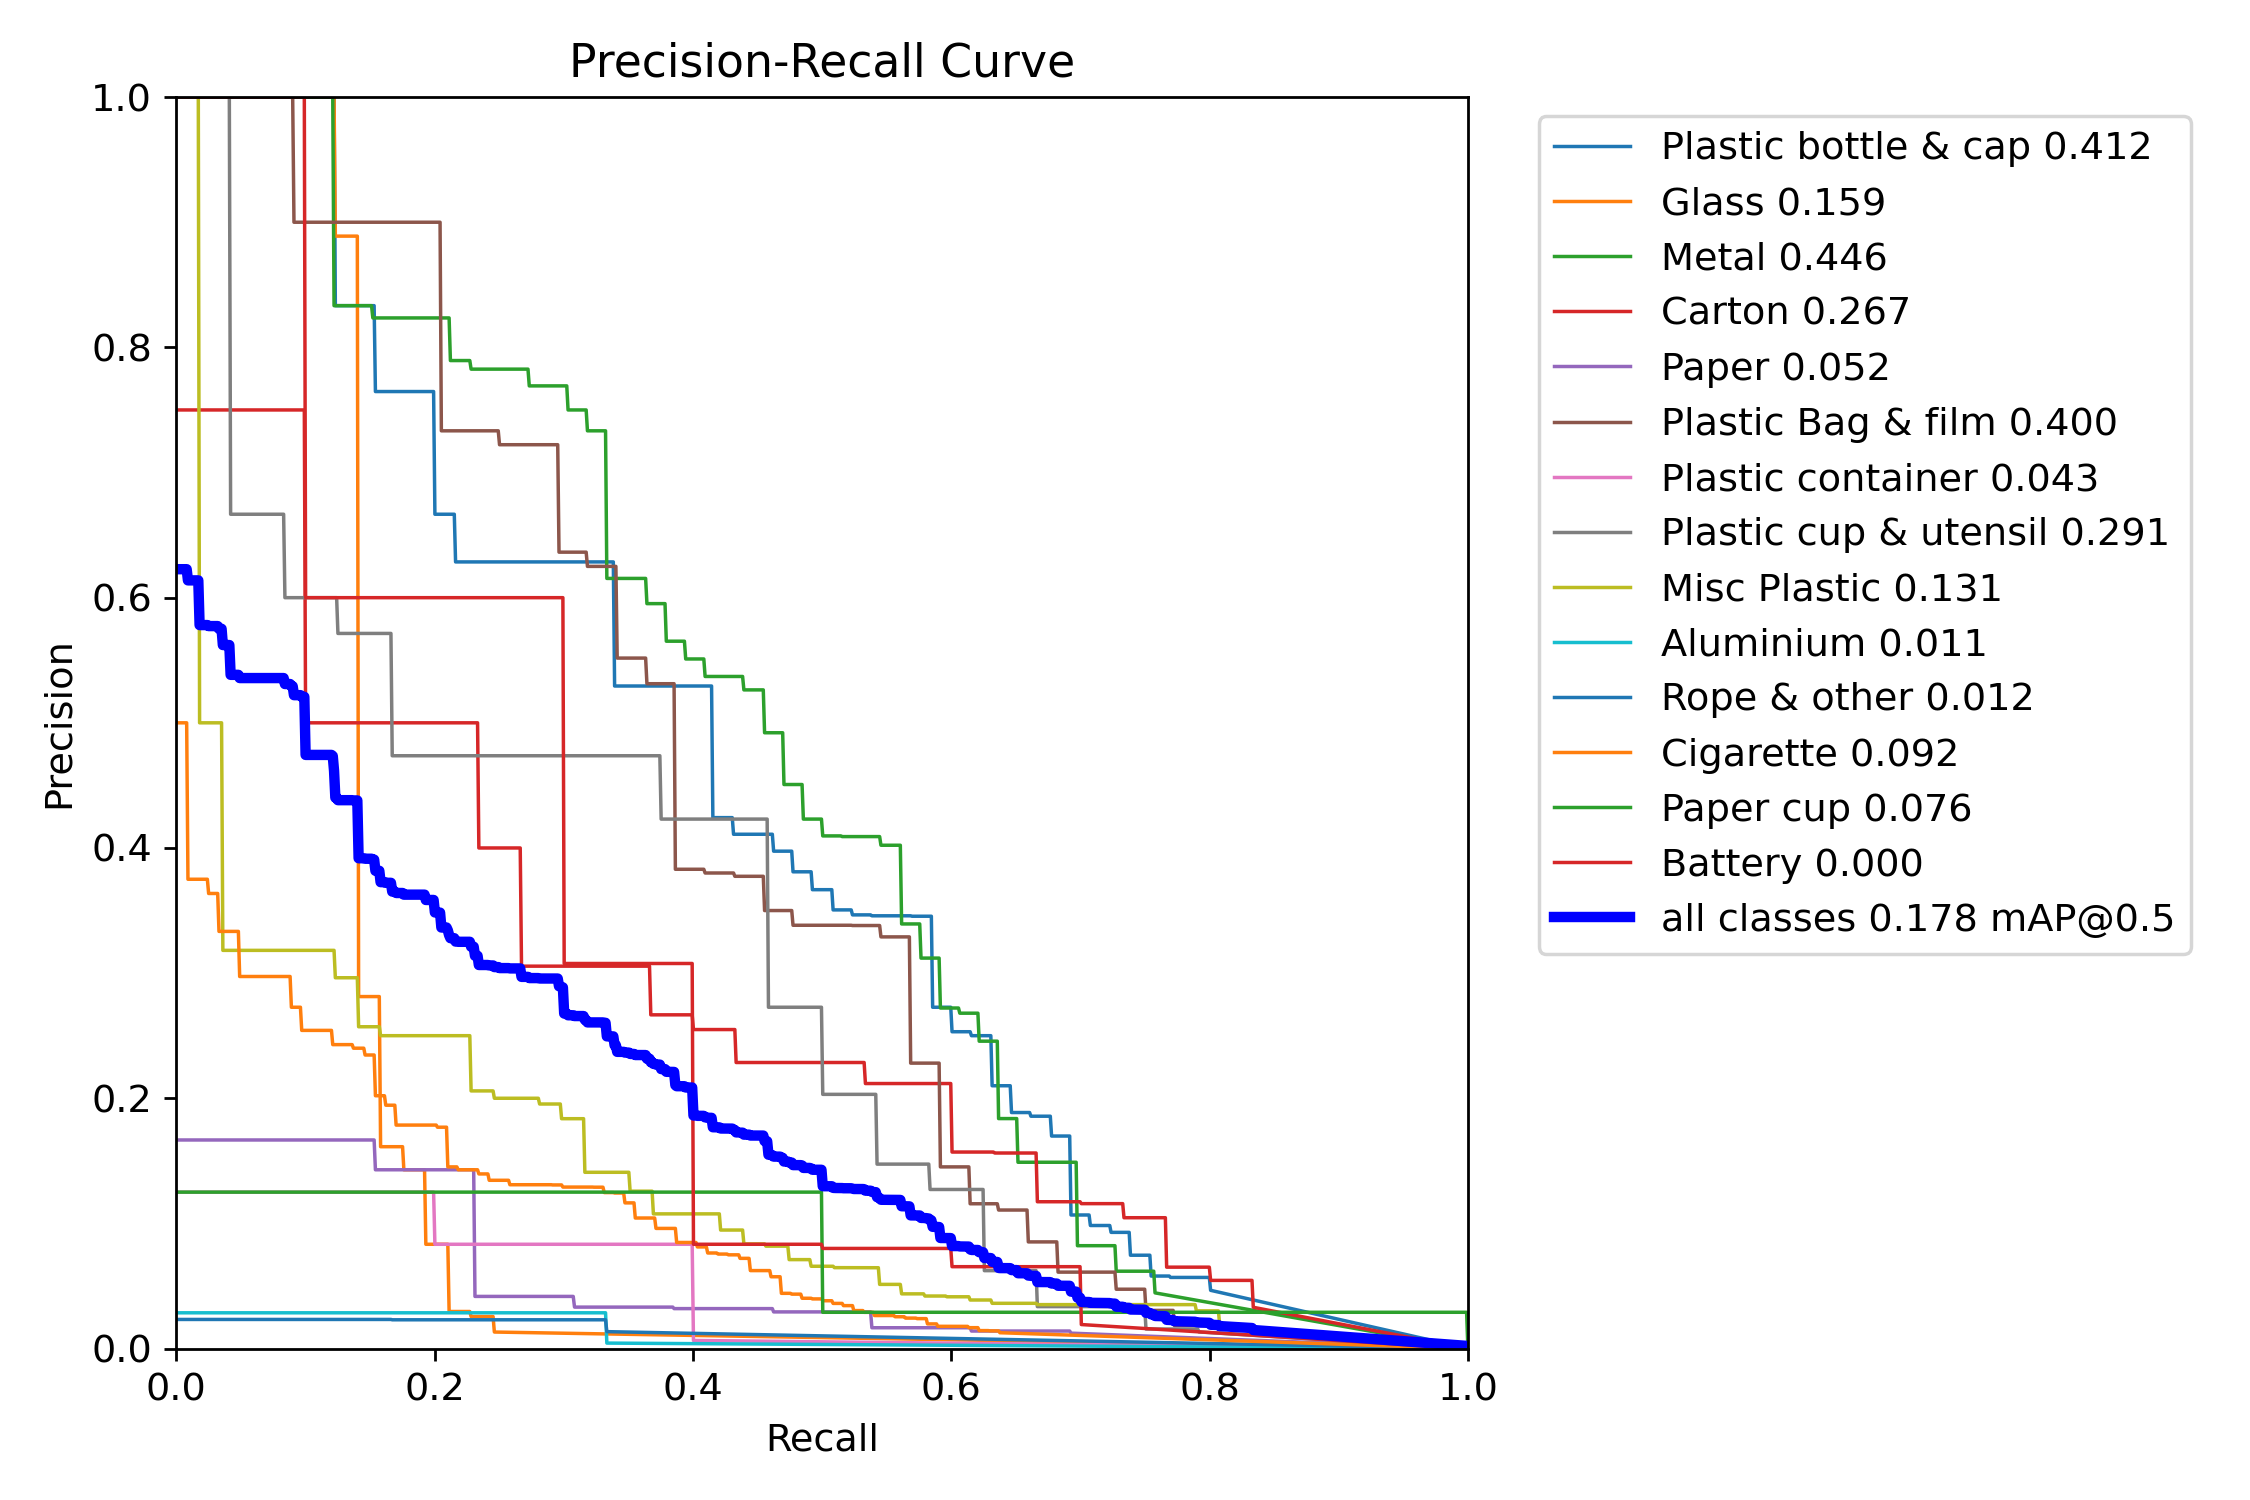 Precision-Recall Curve
1.0
0.8
0.6
0.4
0.2
0.0
Precision
0.0 0.2 0.4 0.6 0.8 1.0
Recall
Plastic bottle & cap 0.412
Glass 0.159
Metal 0.446
Carton 0.267
Paper 0.052
Plastic Bag & film 0.400
Plastic container 0.043
Plastic cup & utensil 0.291
Misc Plastic 0.131
Aluminium 0.011
Rope & other 0.012
Cigarette 0.092
Paper cup 0.076
Battery 0.000
all classes 0.178 mAP@0.5